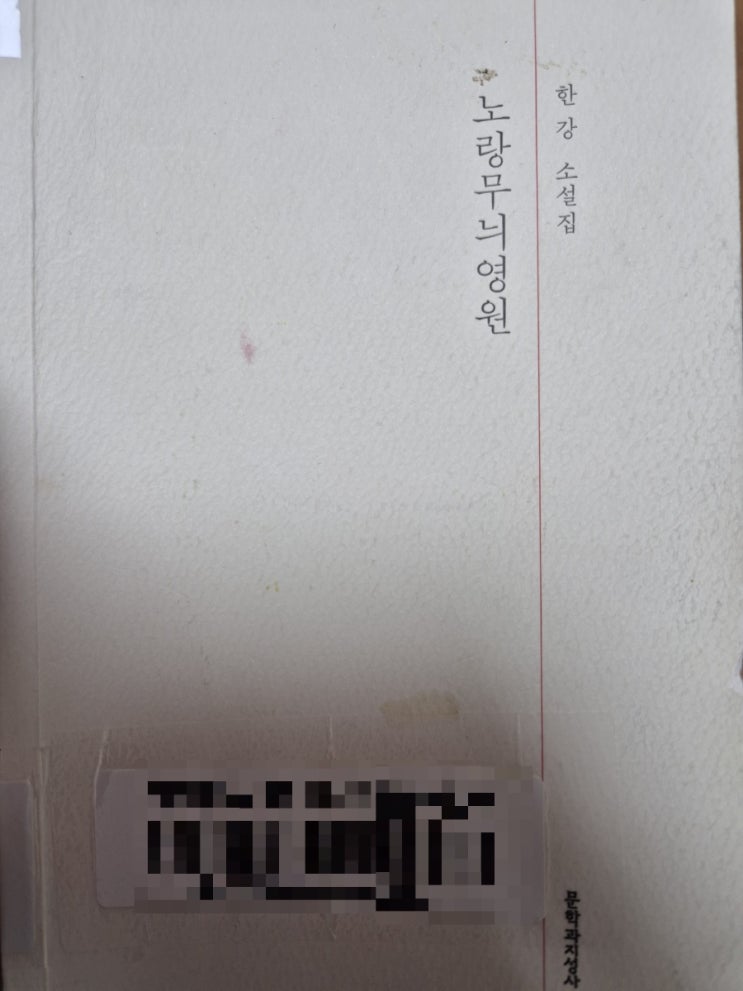 한강 소설집
노랑무늬영원
문학과지성사